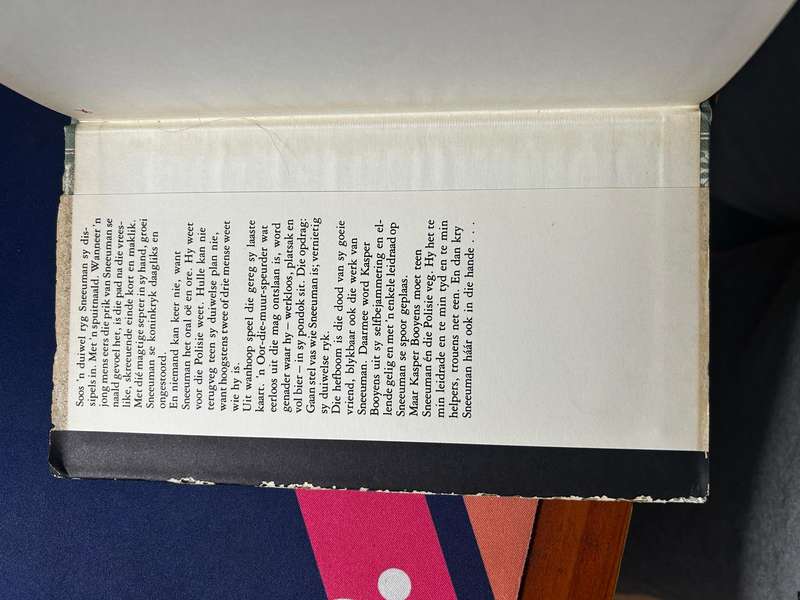 Soos 'n duiwel ryg Sneeuman sy dis-
sipels in. Met 'n spuitnaald. Wanneer 'n
jong mens eers die prik van Sneeuman se
naald gevoel het, is die pad na die vrees-
like, skreeuende einde kort en maklik.
Met dié magtige septer in sy hand, groei
Sneeuman se koninkryk daagliks en
ongestoord.
En niemand kan keer nie, want
Sneeuman het oral oë en ore. Hy weet
voor die Polisie weet. Hulle kan nie
terugveg teen sy duiwelse plan nie,
want hoogstens twee of drie mense weet
wie hy is.
Uit wanhoop speel die gereg sy laaste
kaart. 'n Oor-die-muur-speurder wat
eerloos uit die mag ontslaan is, word
genader waar hy – werkloos, platsak en
vol hier – in sy pondok sit. Die opdrag:
Gaan stel vas wie Sneeuman is; vernietig
sy duiwelse ryk.
Die hefboom is die dood van sy goeie
vriend, blykbaar ook die werk van
Sneeuman. Daarmee word Kasper
Booyens uit sy selfbejammering en el-
lende gelig en met 'n enkele leidraad op
Sneeuman se spoor geplaas.
Maar Kasper Booyens moet teen
Sneeuman én die Polisie veg. Hy het te
min leidrade en te min tyd en te min
helpers, trouens net een. En dan kry
Sneeuman háár ook in die hande . . .